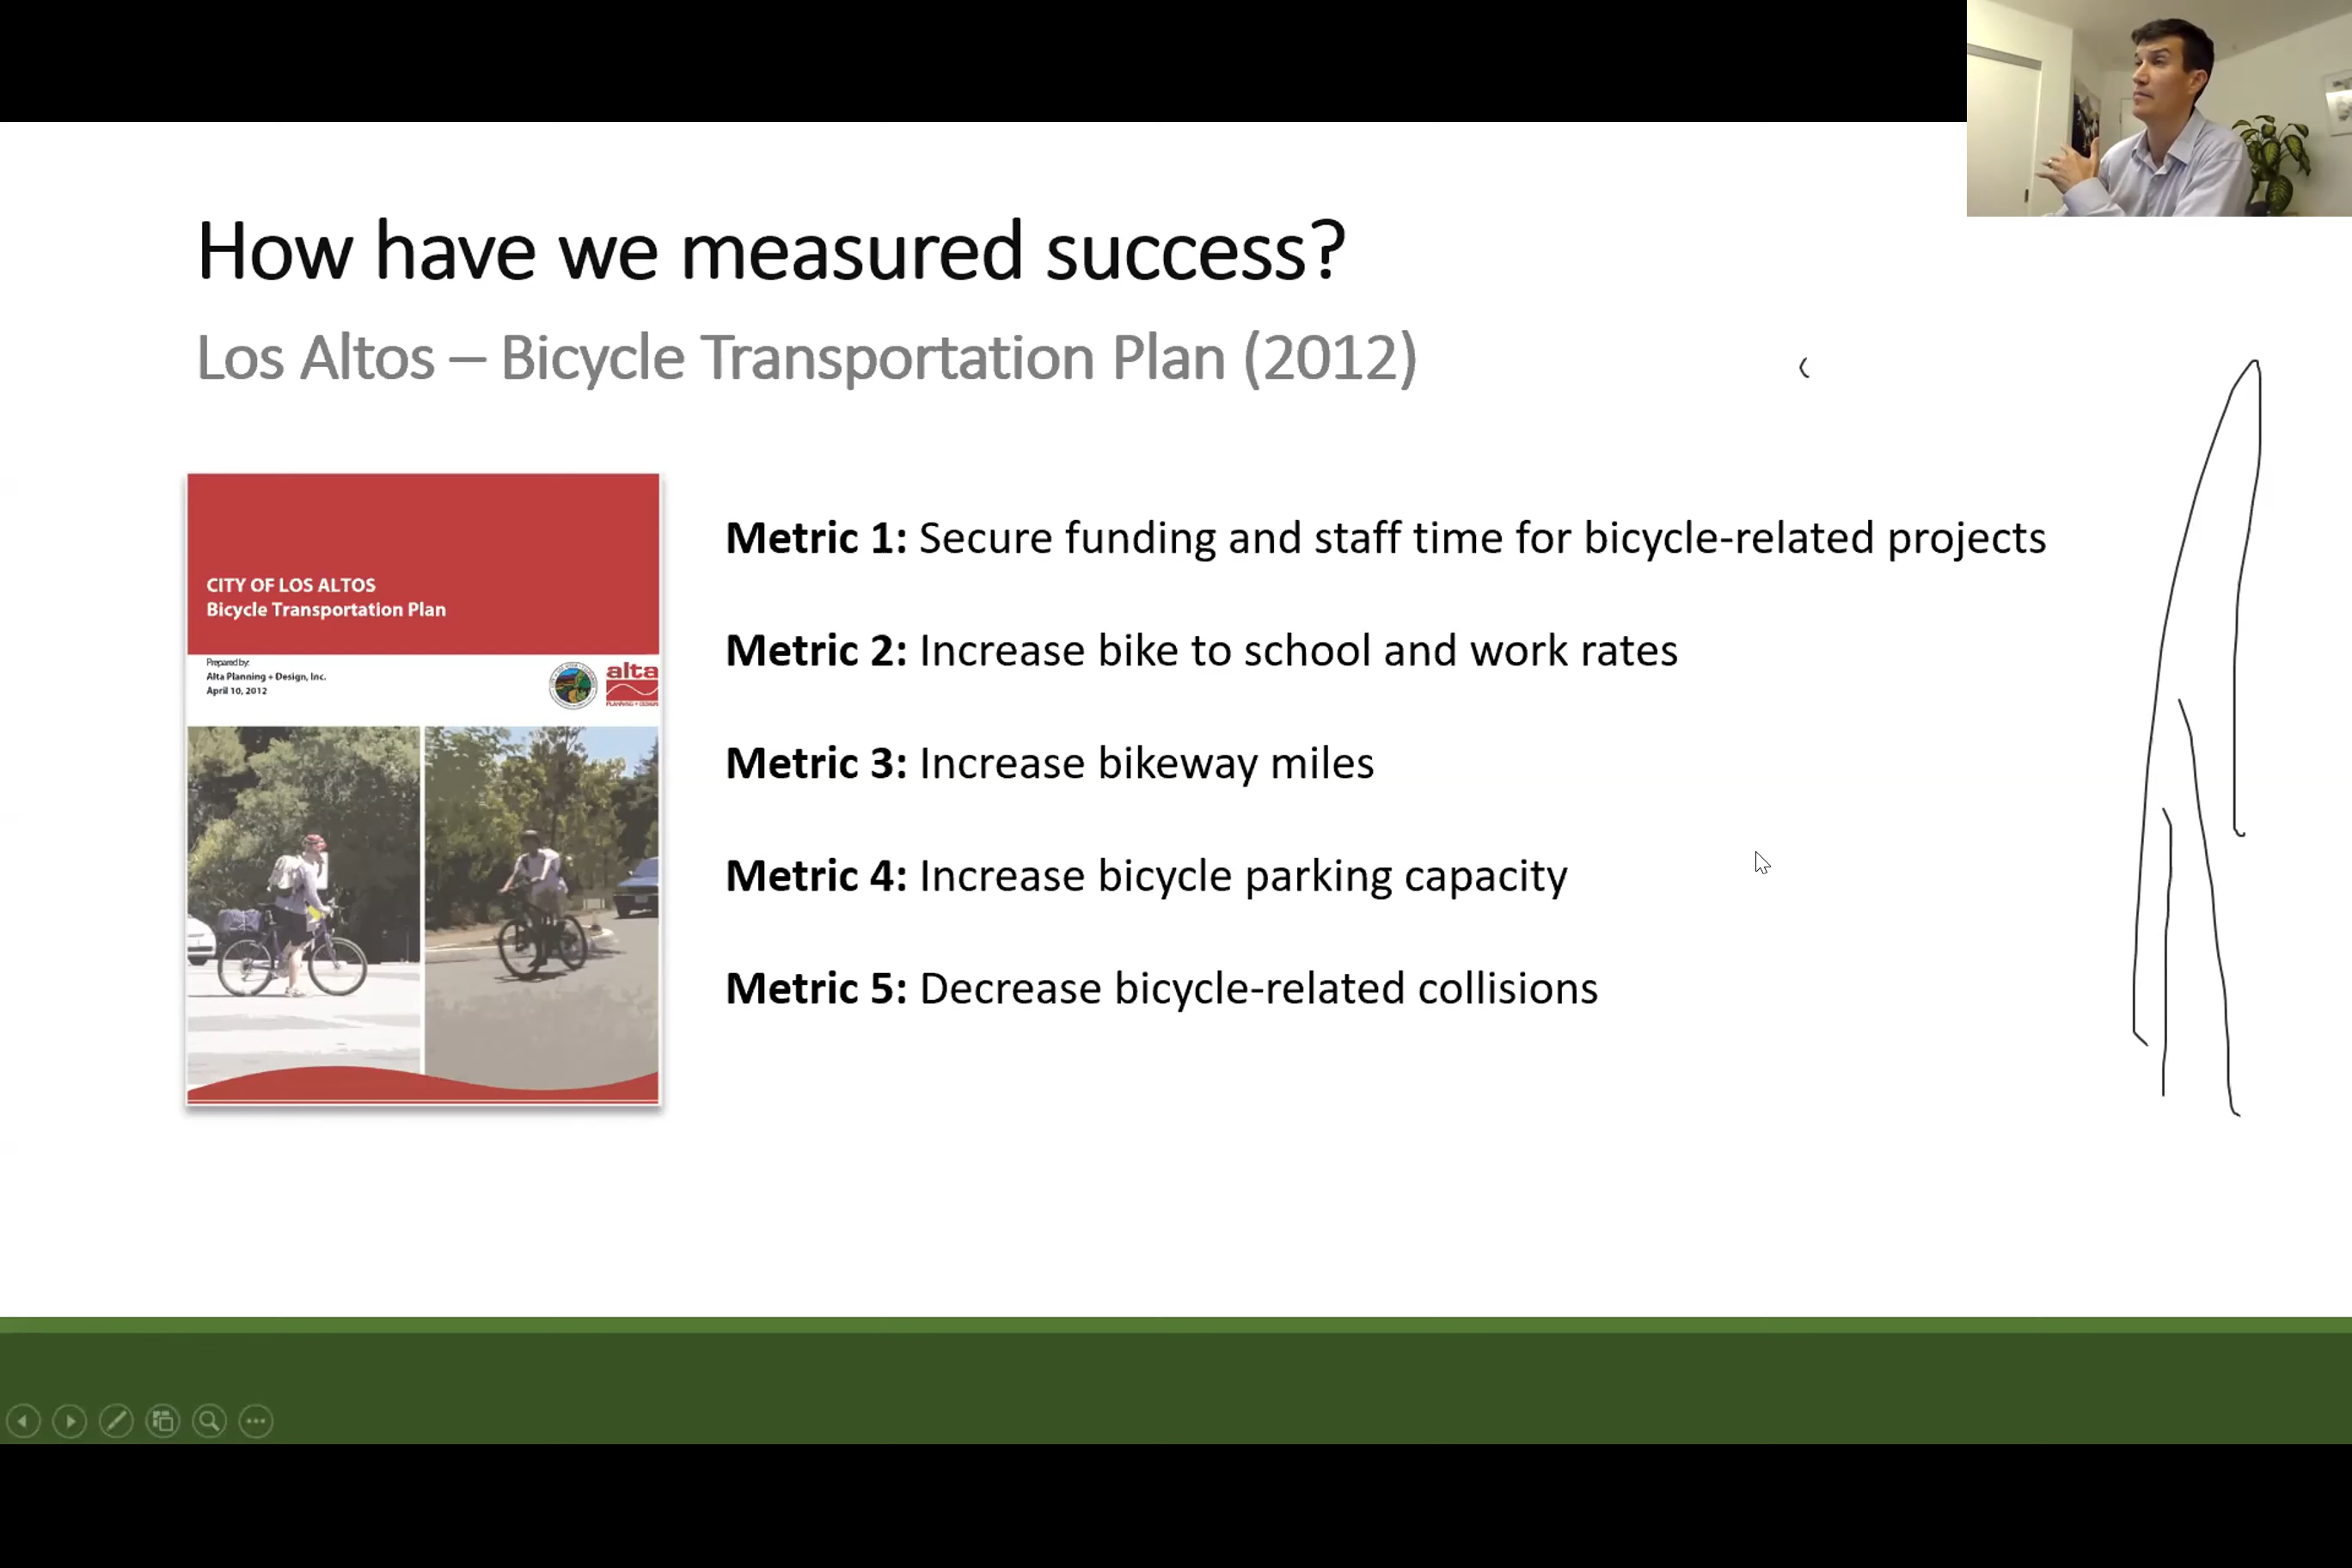 How have we measured success?
Los Altos – Bicycle Transportation Plan (2012)
CITY OF LOS ALTOS
Bicycle Transportation Plan
Prepared by:
Alta Planning + Design, Inc.
April 10, 2012
alta
PLANNING + DESIGN
Metric 1: Secure funding and staff time for bicycle-related projects
Metric 2: Increase bike to school and work rates
Metric 3: Increase bikeway miles
Metric 4: Increase bicycle parking capacity
Metric 5: Decrease bicycle-related collisions